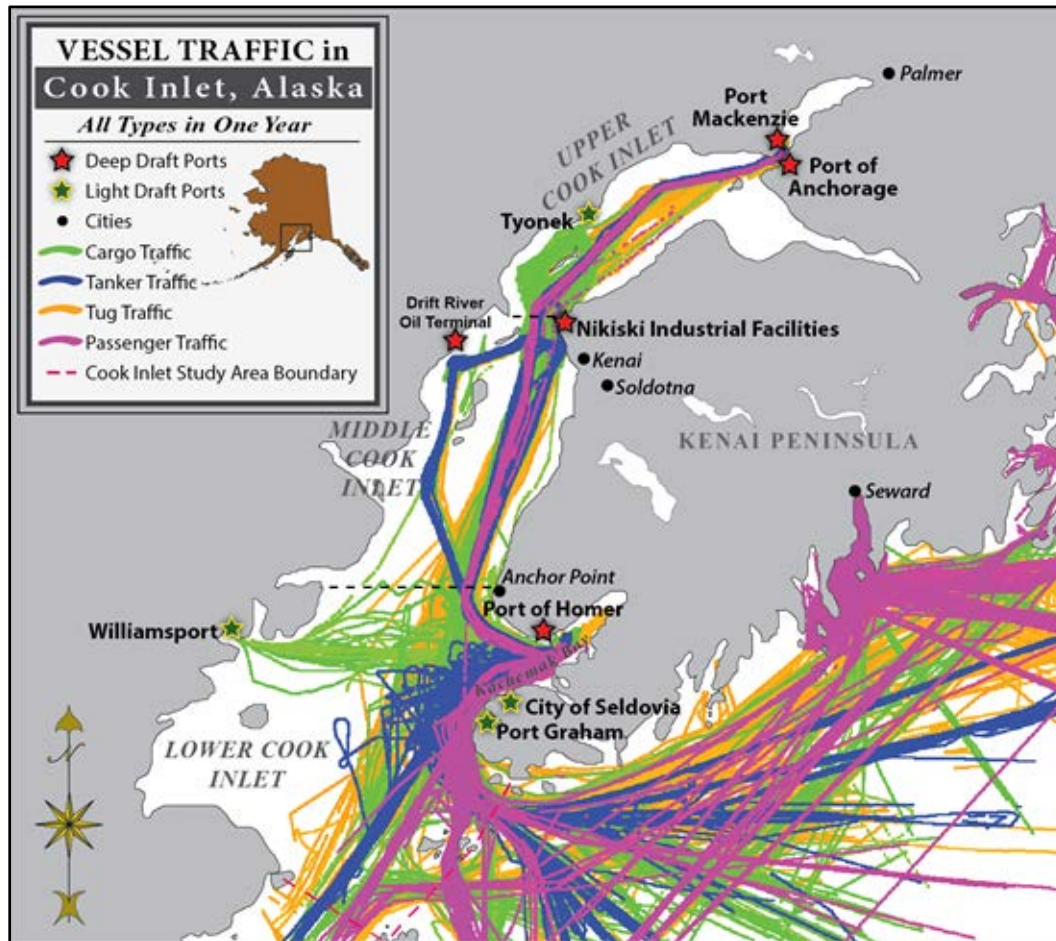 VESSEL TRAFFIC in
Cook Inlet, Alaska
All Types in One Year
Deep Draft Ports
Light Draft Ports
Cities
Cargo Traffic
Tanker Traffic
Tug Traffic
Passenger Traffic
Cook Inlet Study Area Boundary
Palmer
Port
Mackenzie
UPPER
COOK INLET
Port of
Anchorage
Tyonek
Drift River
Oil Terminal
Nikiski Industrial Facilities
Kenai
Soldotna
MIDDLE
COOK
INLET
KENAI PENINSULA
Seward
Anchor Point
Port of Homer
Williamsport
Kachemak Bay
City of Seldovia
Port Graham
LOWER COOK
INLET
N